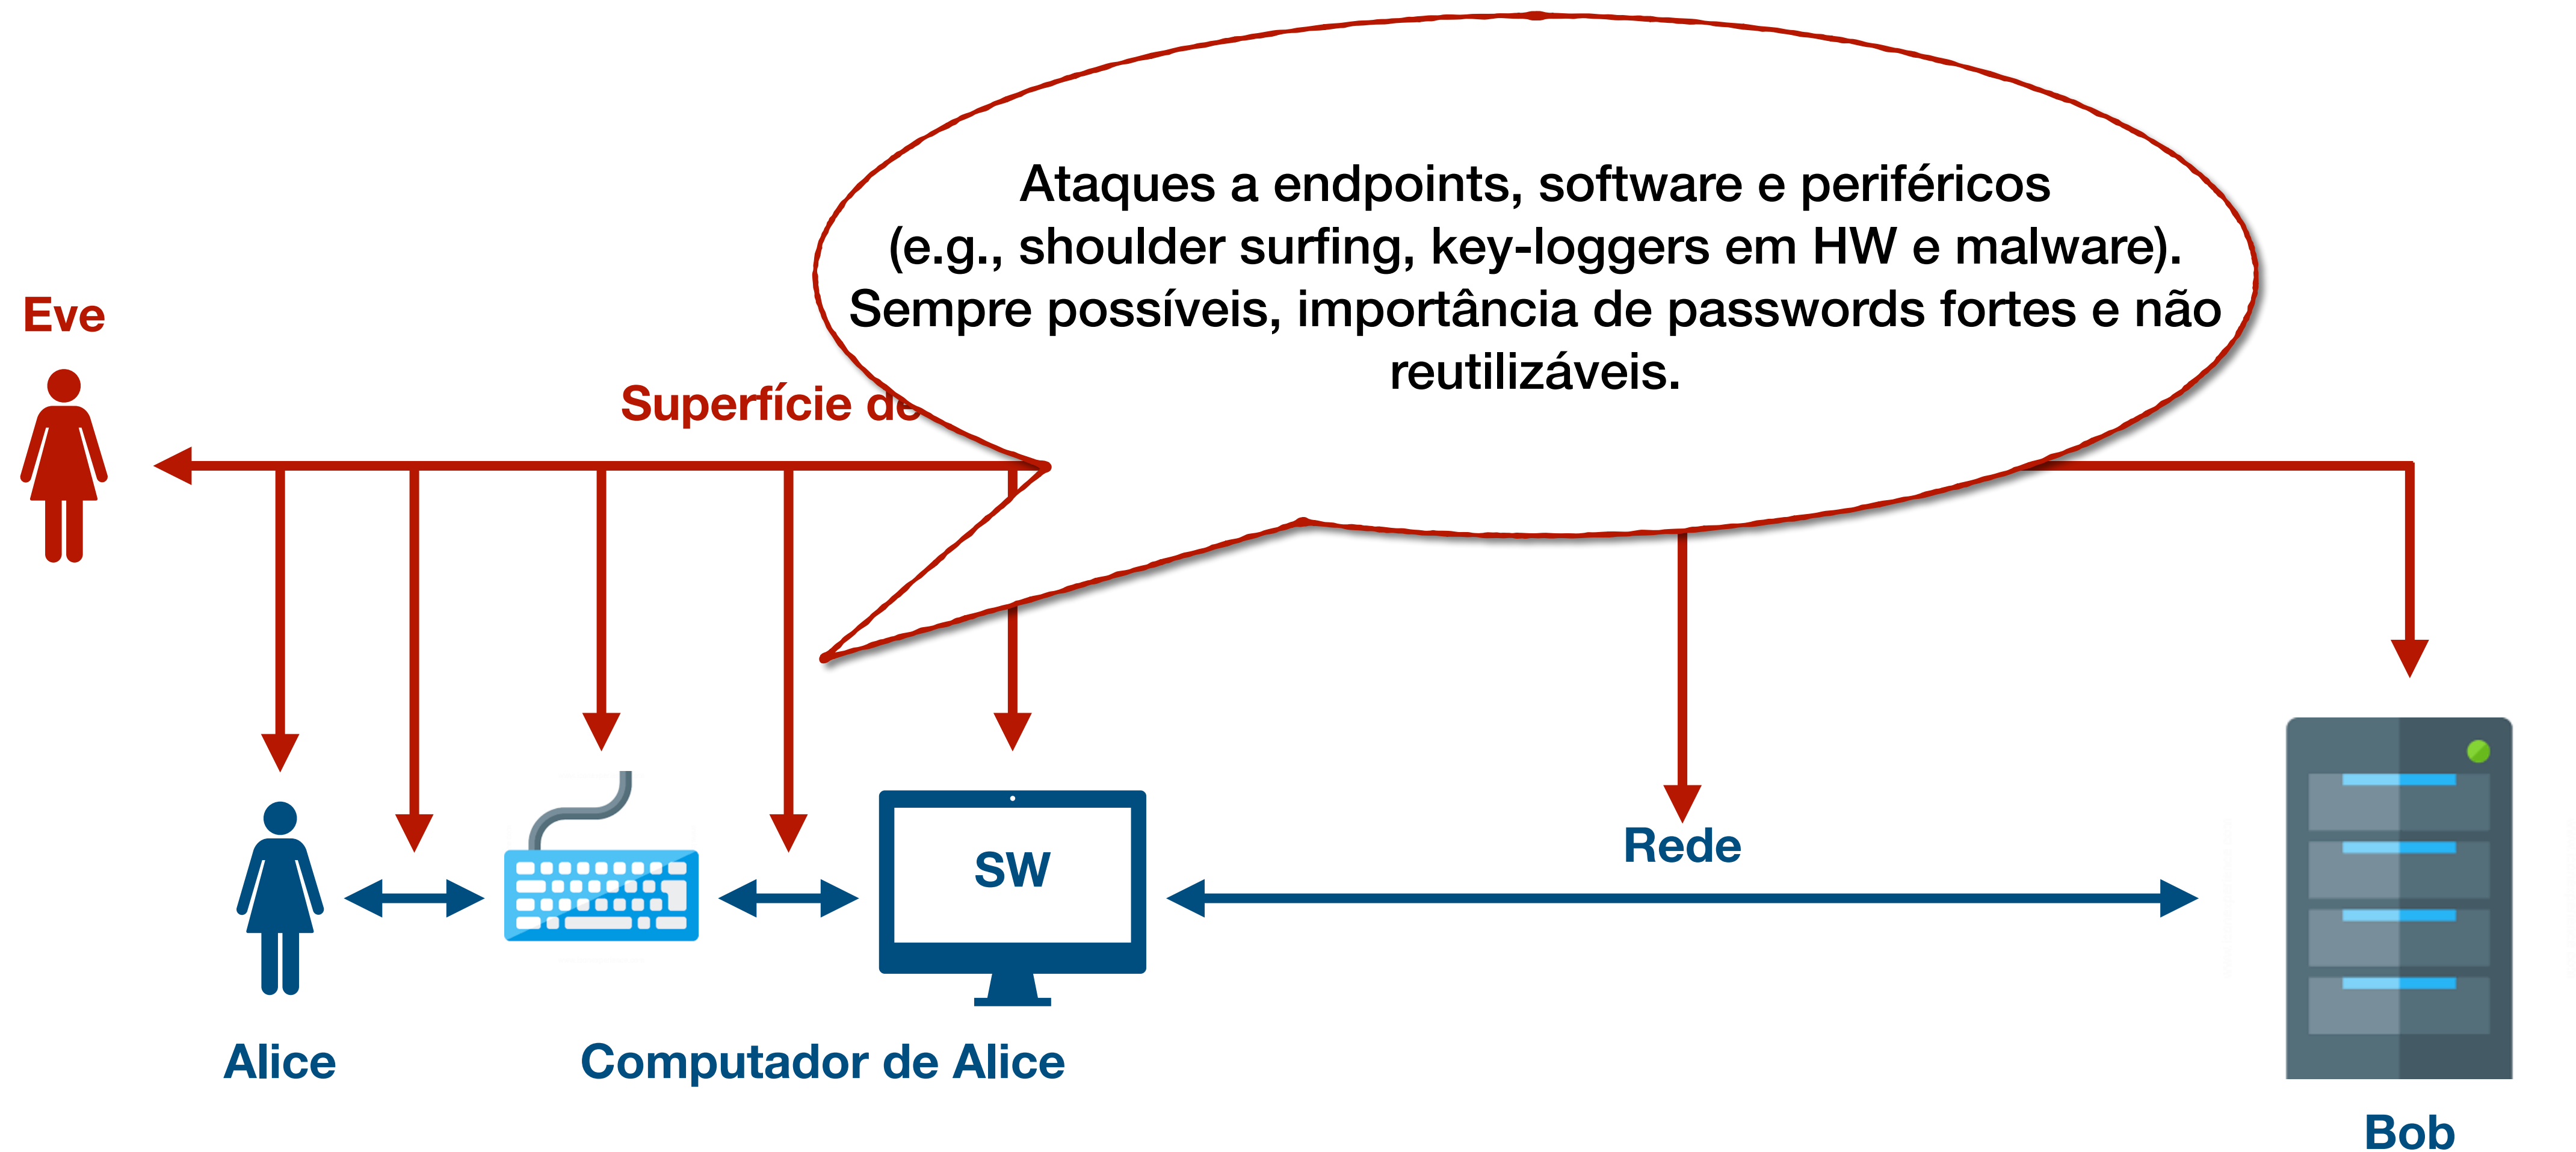 Ataques a endpoints, software e periféricos
(e.g., shoulder surfing, key-loggers em HW e malware).
Sempre possíveis, importância de passwords fortes e não
reutilizáveis.
Eve
Superfície de
SW
Rede
Alice
Computador de Alice
Bob